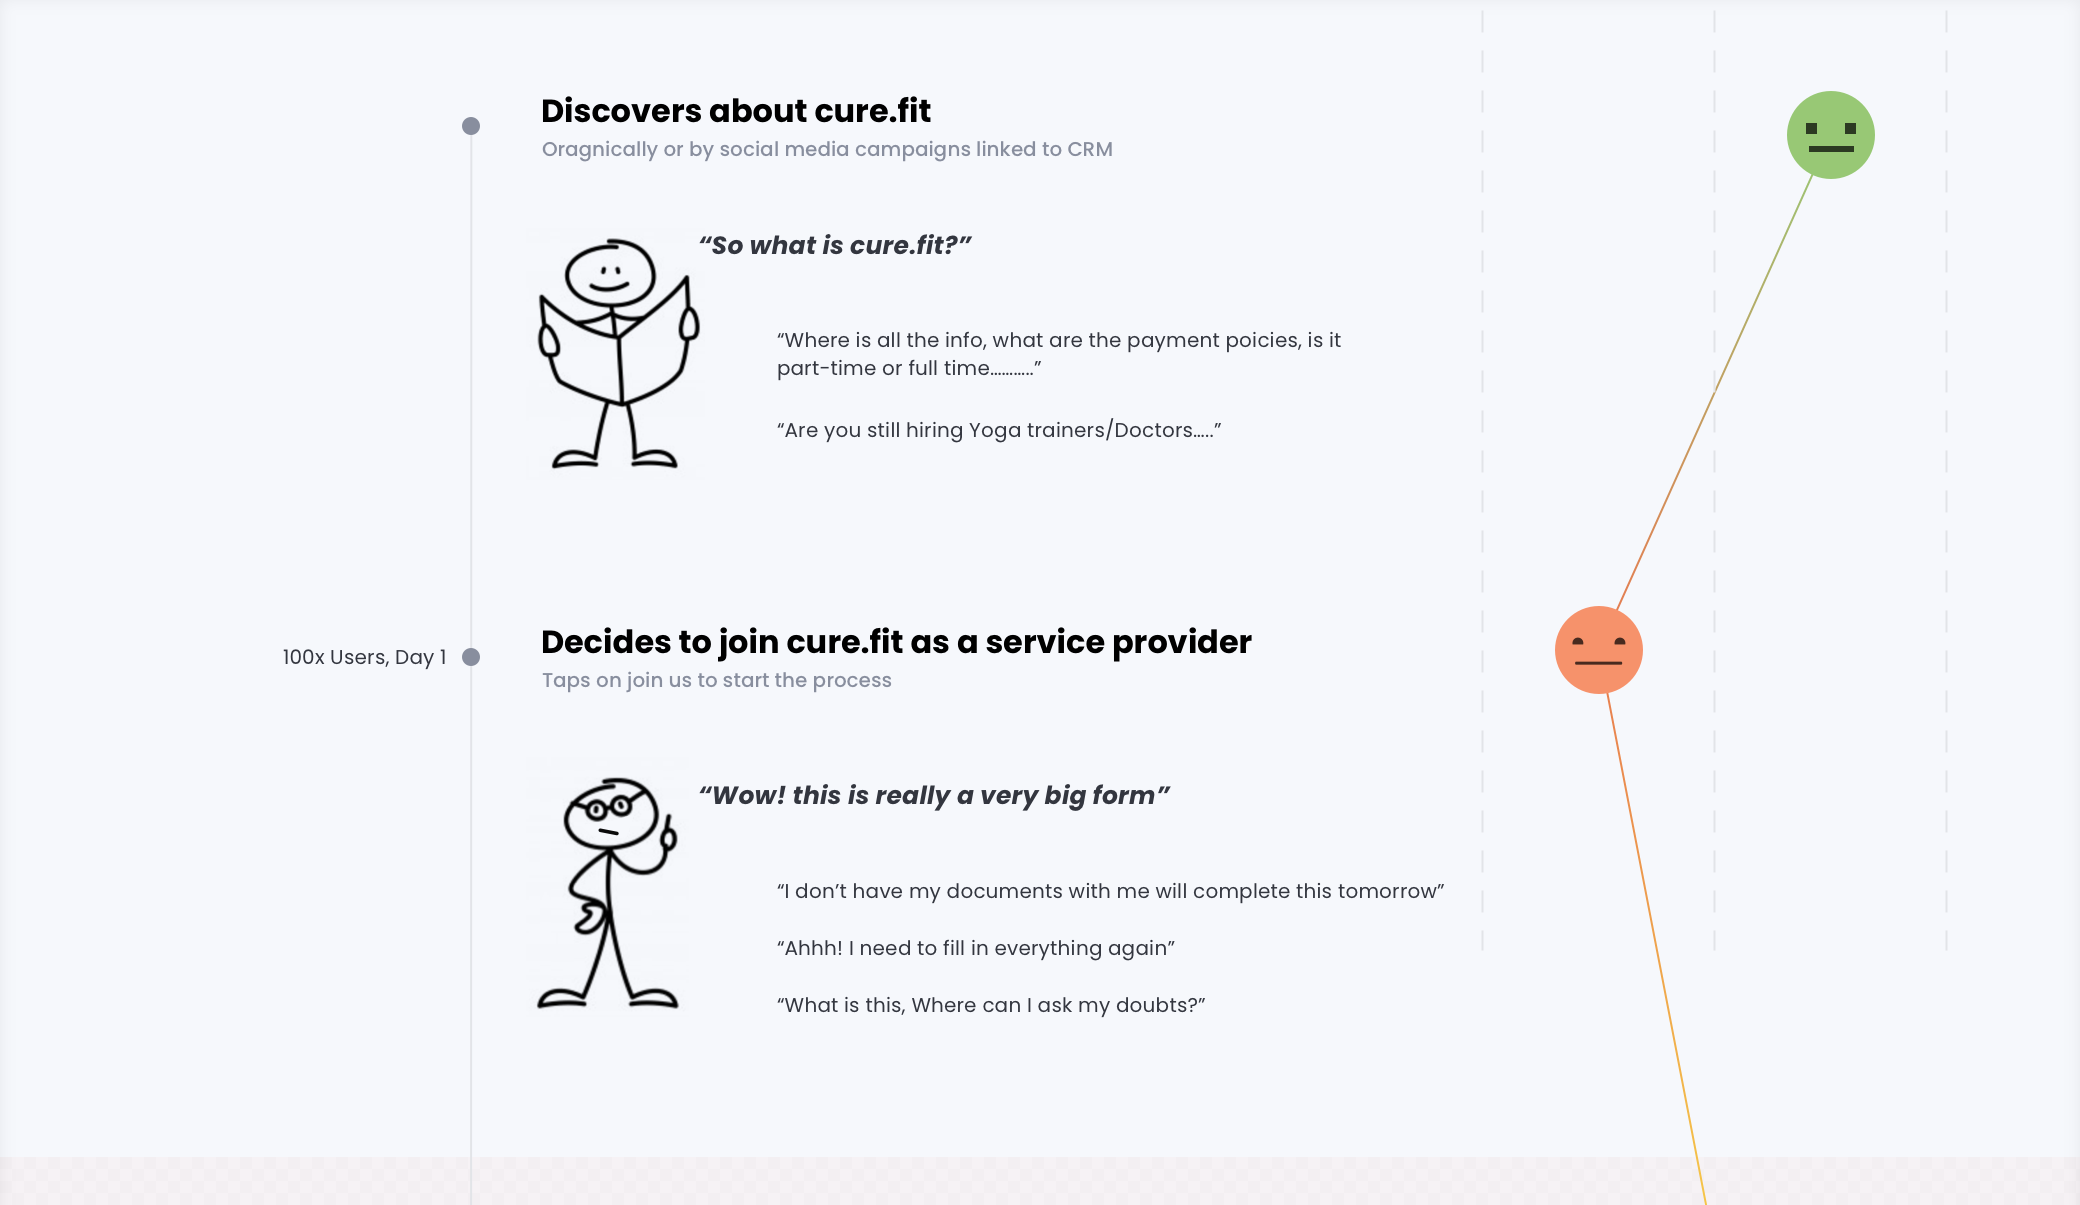 Discovers about cure.fit
Oragnically or by social media campaigns linked to CRM
“So what is cure.fit?”
“Where is all the info, what are the payment poicies, is it
part-time or full time...........”
“Are you still hiring Yoga trainers/Doctors.....”
100x Users, Day 1
Decides to join cure.fit as a service provider
Taps on join us to start the process
“Wow! this is really a very big form”
“I don’t have my documents with me will complete this tomorrow”
“Ahhh! I need to fill in everything again”
“What is this, Where can I ask my doubts?”